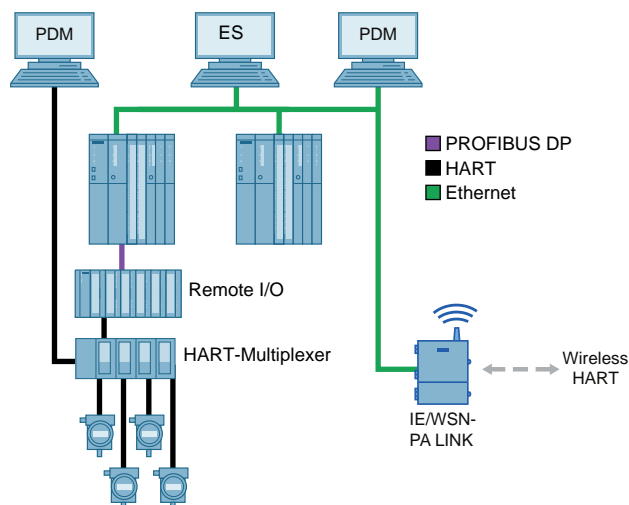 PDM
ES
PDM
PROFIBUS DP
HART
Ethernet
Remote I/O
HART-Multiplexer
Wireless
HART
IE/WSN-
PA LINK